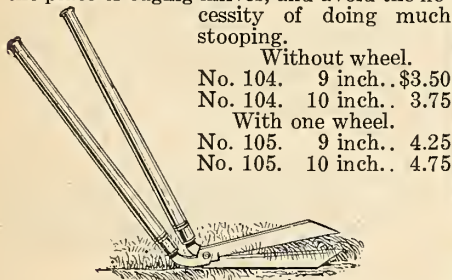 cessity of doing much
stooping.
Without wheel.
No. 104. 9 inch.. $3.50
No. 104. 10 inch.. 3.75
With one wheel.
No. 105. 9 inch.. 4.25
No. 105. 10 inch.. 4.75